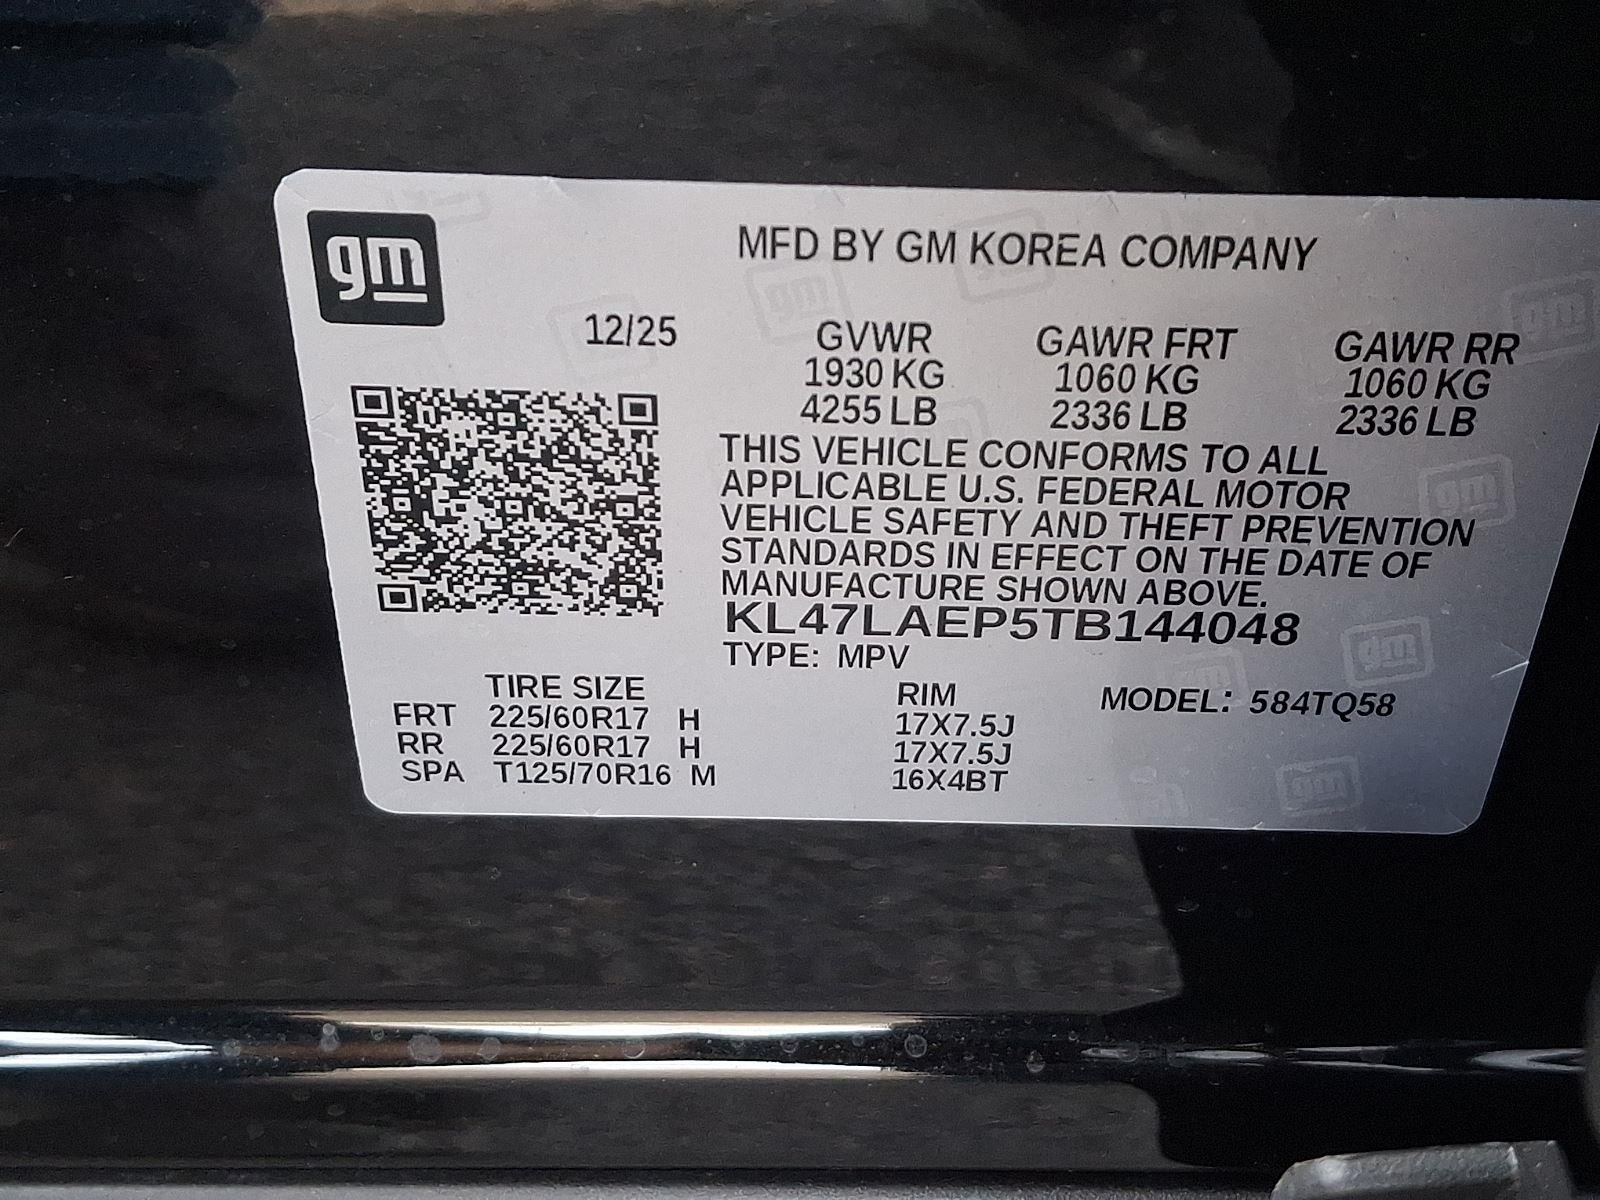 gm
MFD BY GM KOREA COMPANY
12/25
GVWR GAWR FRT GAWR RR
1930 KG 1060 KG 1060 KG
4255 LB 2336 LB 2336 LB
THIS VEHICLE CONFORMS TO ALL
APPLICABLE U.S. FEDERAL MOTOR
VEHICLE SAFETY AND THEFT PREVENTION
STANDARDS IN EFFECT ON THE DATE OF
MANUFACTURE SHOWN ABOVE.
KL47LAEP5TB144048
TYPE: MPV
TIRE SIZE RIM MODEL: 584TQ58
FRT 225/60R17 H 17X7.5J
RR 225/60R17 H 17X7.5J
SPA T125/70R16 M 16X4BT